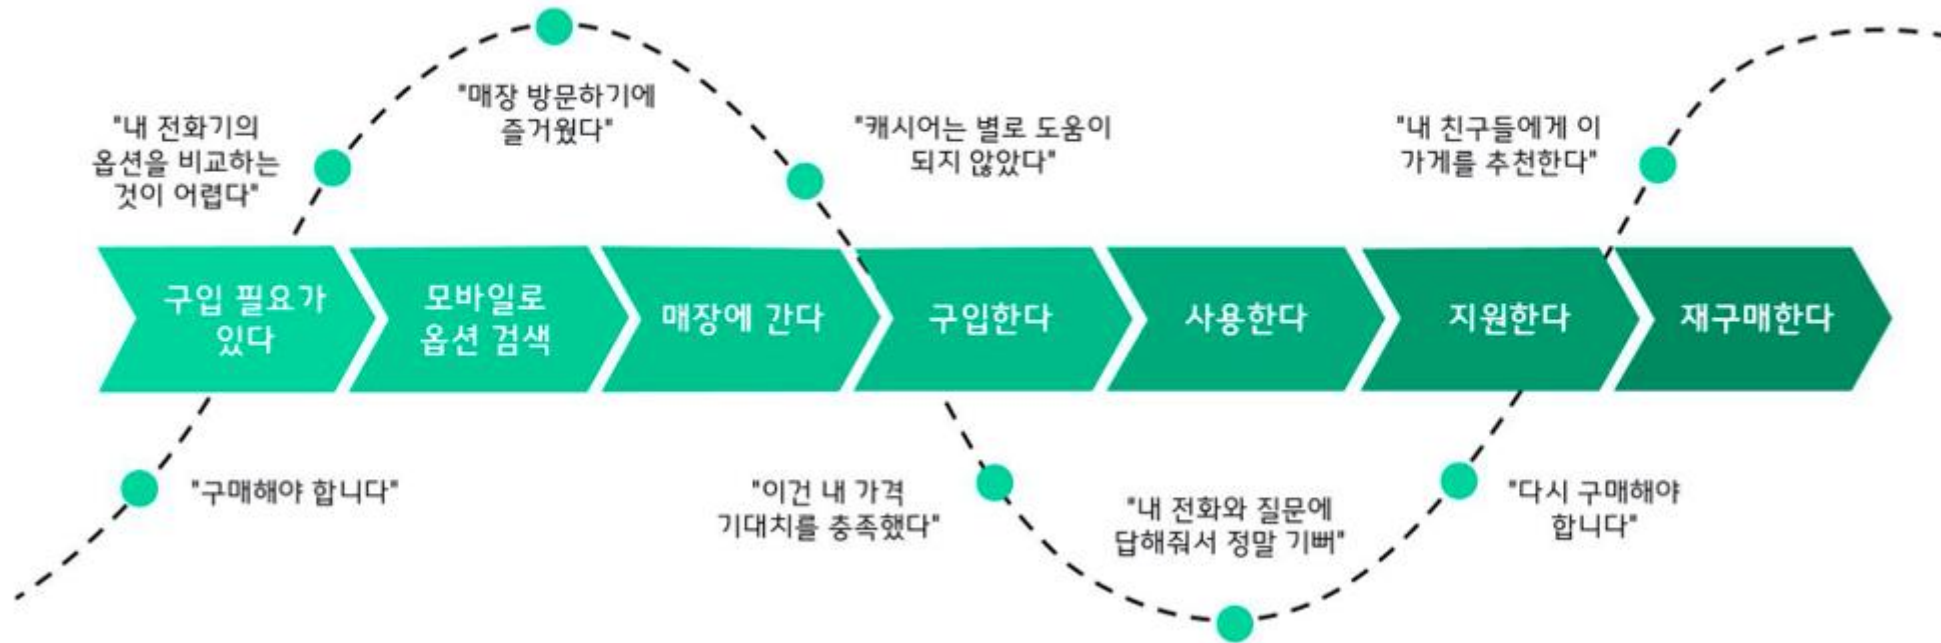 "매장 방문하기에
즐거웠다"
"내 전화기의
옵션을 비교하는
것이 어렵다"
"캐시어는 별로 도움이
되지 않았다"
"내 친구들에게 이
가게를 추천한다"
구입 필요가
있다
모바일로
옵션 검색
매장에 간다
구입한다
사용한다
지원한다
재구매한다
"구매해야 합니다"
"이건 내 가격
기대치를 충족했다"
"내 전화와 질문에
답해줘서 정말 기뻐"
"다시 구매해야
합니다"